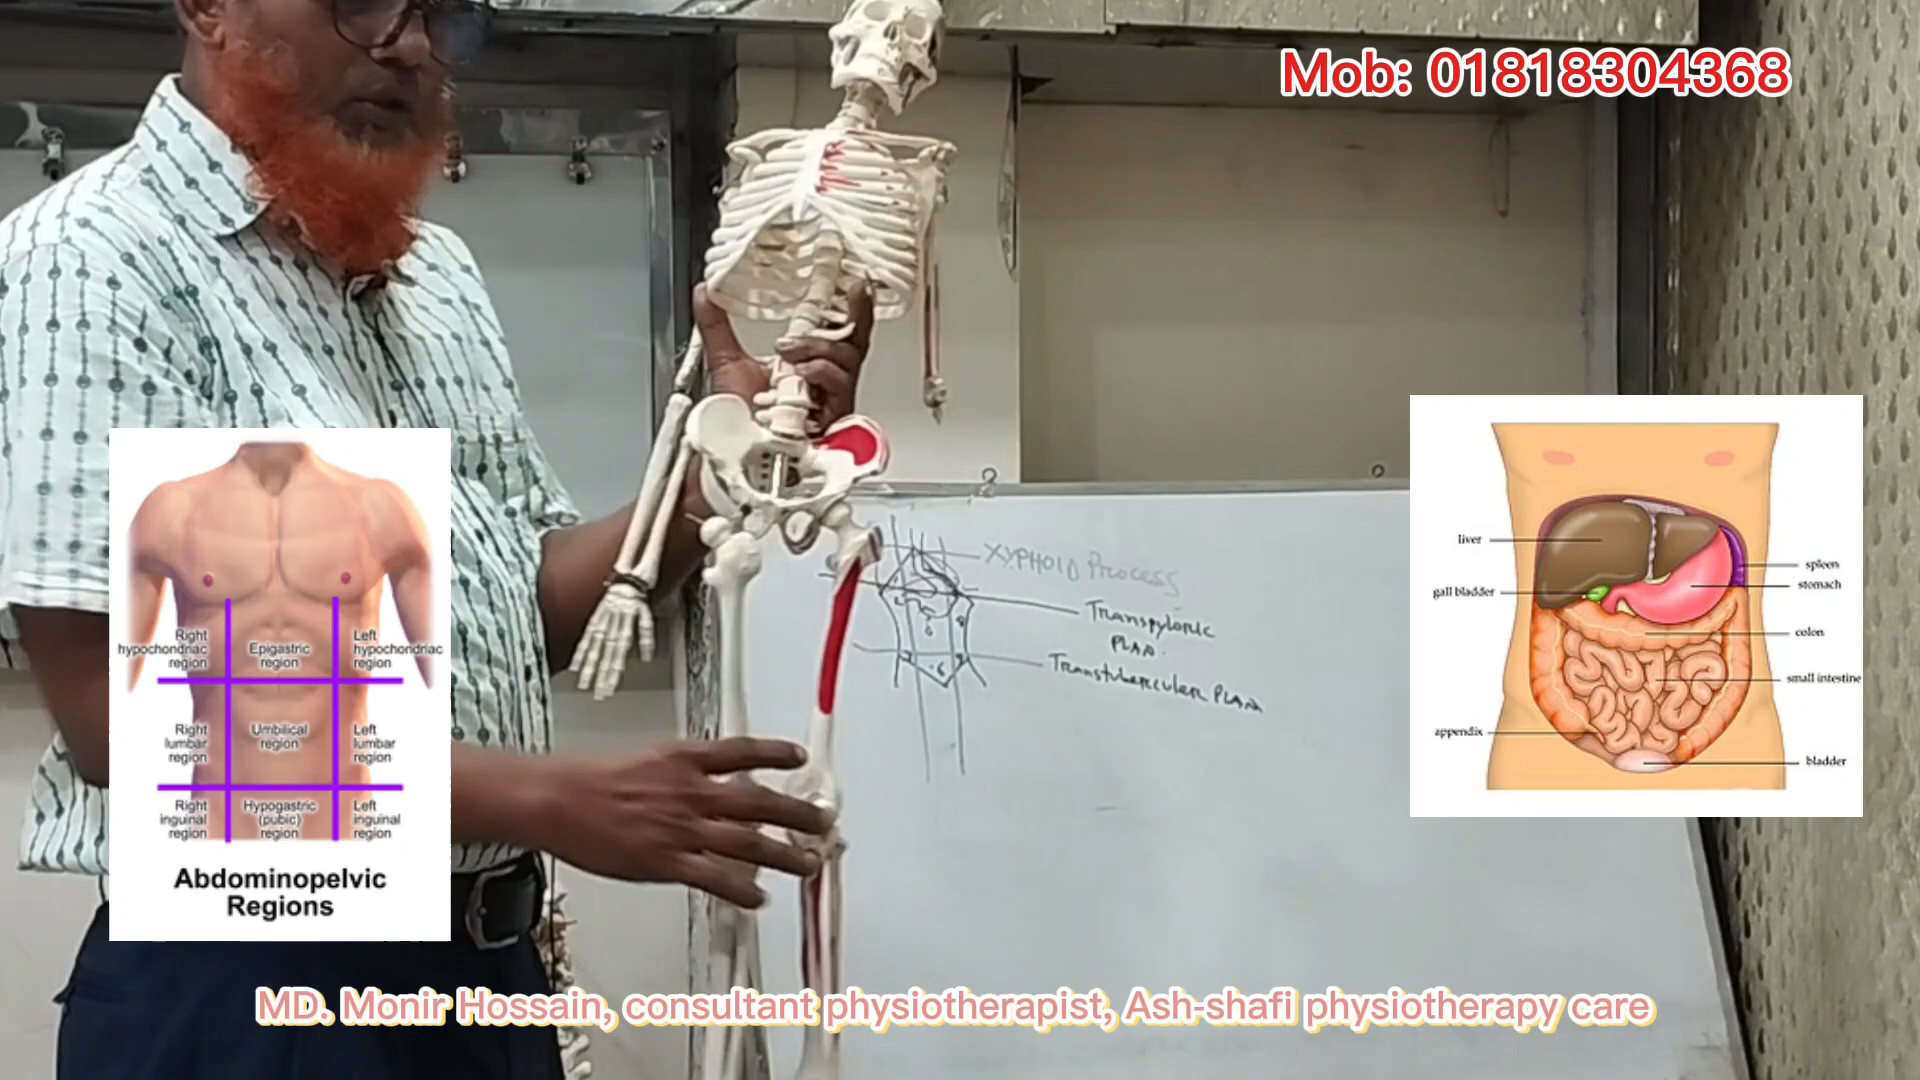 Mob: 01818304368
XYPHOID Process
Transpyloric
PLAn.
Transtubercular PLAn
Right
hypochondriac
region
Epigastric
region
Left
hypochondriac
region
Right
lumbar
region
Umbilical
region
Left
lumbar
region
Right
inguinal
region
Hypogastric
(pubic)
region
Left
inguinal
region
Abdominopelvic
Regions
liver
gall bladder
appendix
spleen
stomach
colon
small intestine
bladder
MD. Monir Hossain, consultant physiotherapist, Ash-shafi physiotherapy care